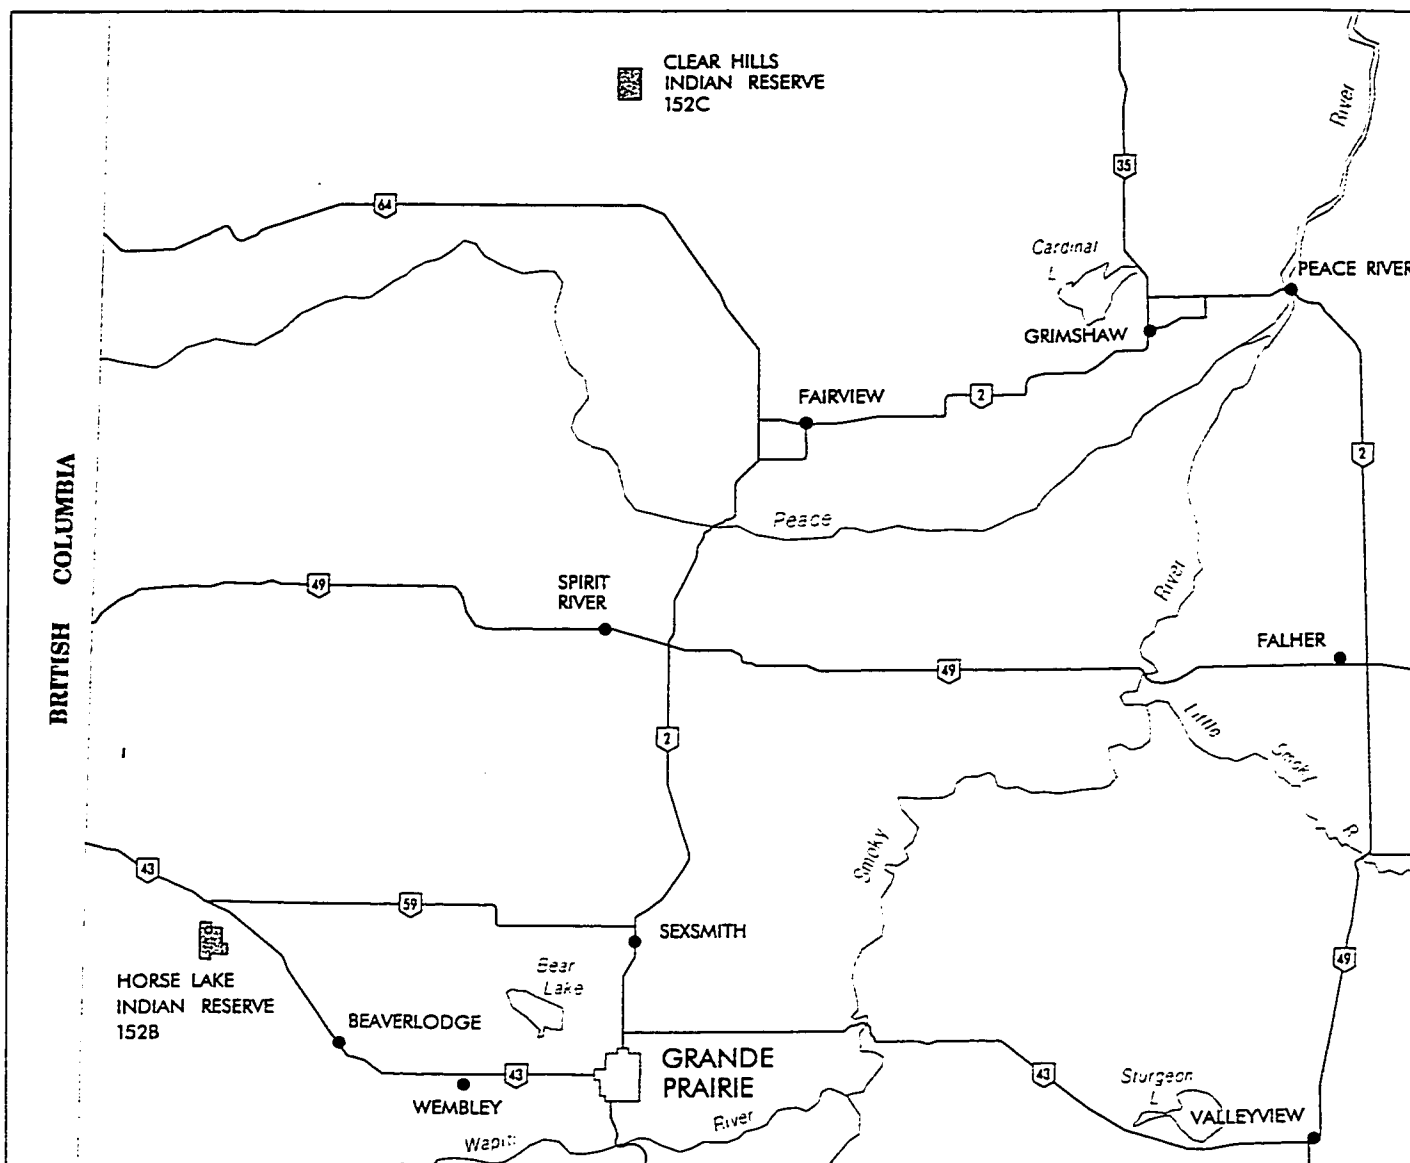 CLEAR HILLS
INDIAN RESERVE
152C
River
35
64
Cardinal
L
PEACE RIVER
GRIMSHAW
FAIRVIEW
2
2
BRITISH COLUMBIA
Peace
49
SPIRIT
RIVER
River
FALHER
49
Little
Smoky
R.
2
43
Smoky
59
SEXSMITH
HORSE LAKE
INDIAN RESERVE
152B
Bear
Lake
49
BEAVERLODGE
GRANDE
PRAIRIE
43
43
Sturgeon
L
WEMBLEY
VALLEYVIEW
River
Wapiti